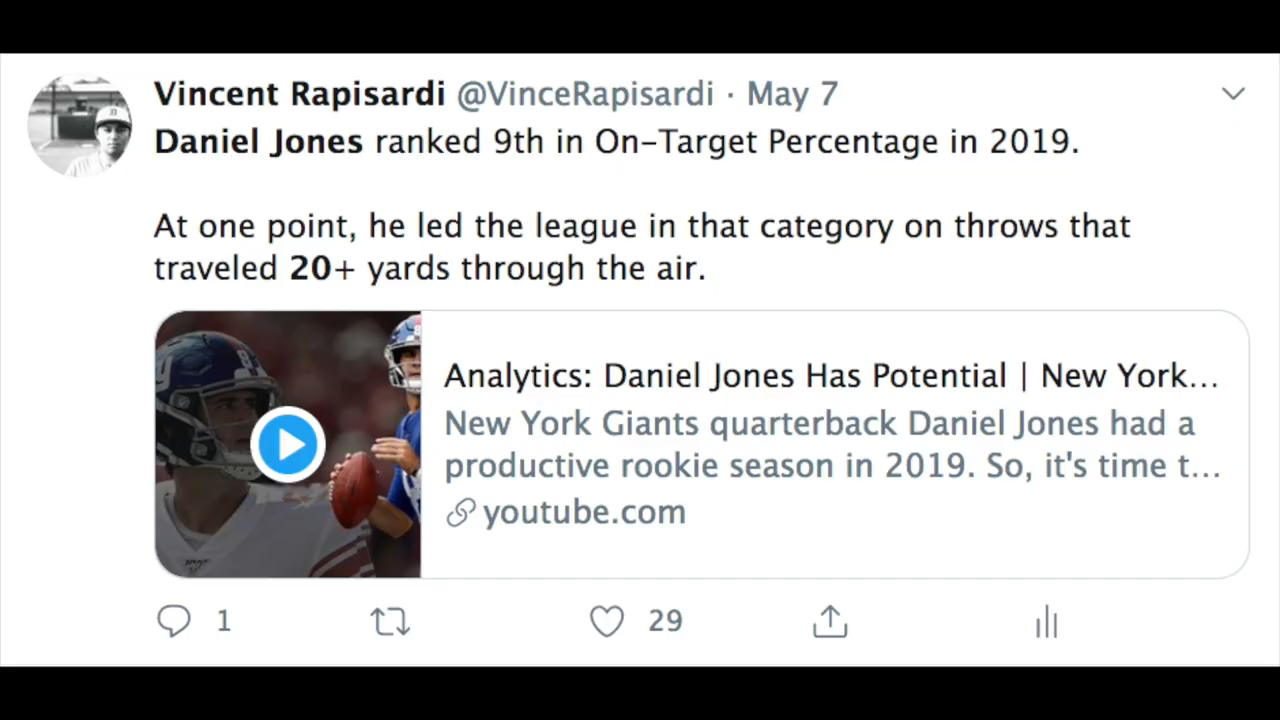 Vincent Rapisardi @VinceRapisardi · May 7
Daniel Jones ranked 9th in On-Target Percentage in 2019.
At one point, he led the league in that category on throws that
traveled 20+ yards through the air.
Analytics: Daniel Jones Has Potential | New York...
New York Giants quarterback Daniel Jones had a
productive rookie season in 2019. So, it's time t...
youtube.com
1 29